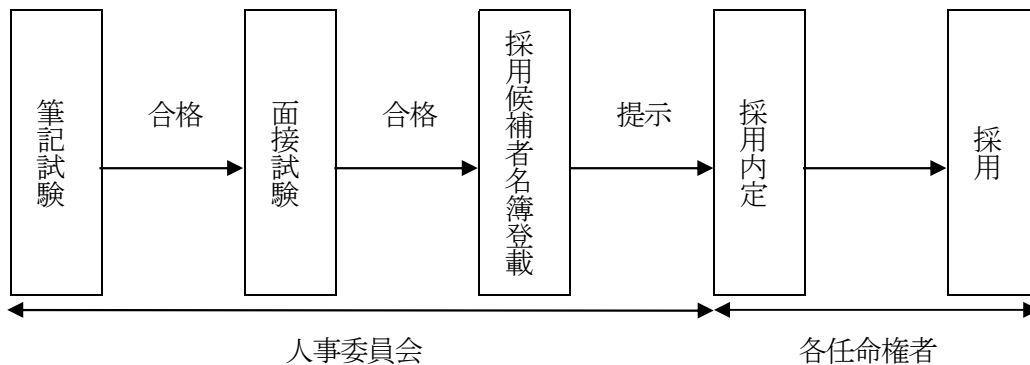 筆記試験
合格
面接試験
合格
採用候補者名簿登載
提示
採用内定
採用
人事委員会
各任命権者